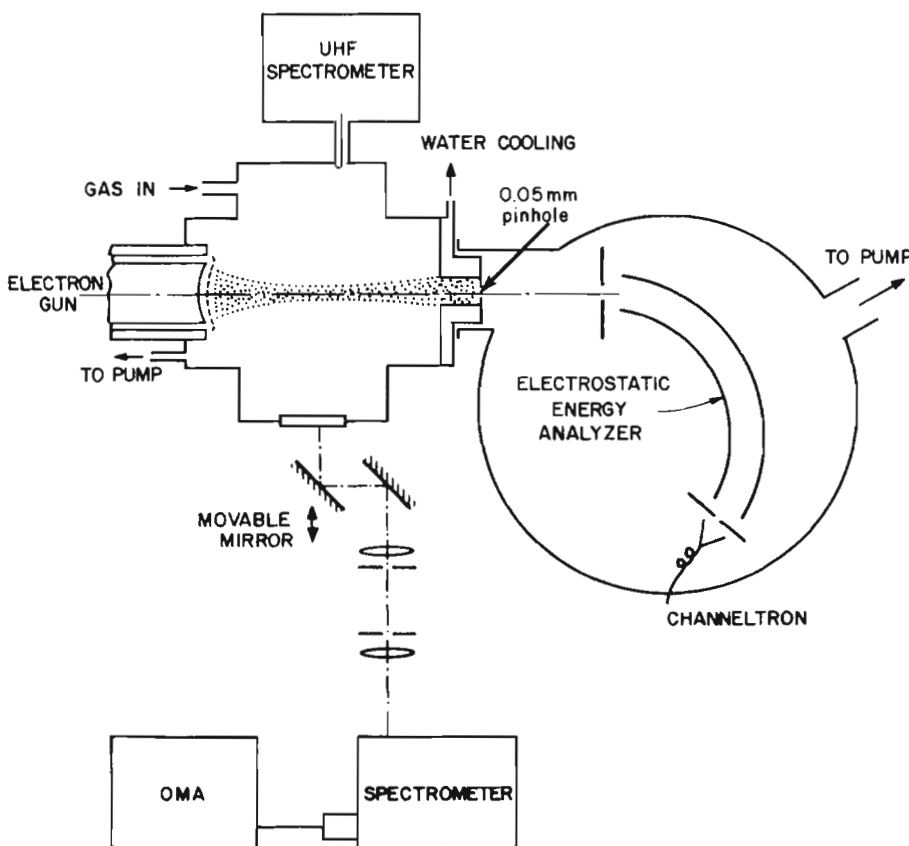 UHF
SPECTROMETER
WATER COOLING
GAS IN
0.05mm
pinhole
TO PUMP
ELECTRON
GUN
TO PUMP
ELECTROSTATIC
ENERGY
ANALYZER
MOVABLE
MIRROR
CHANNELTRON
OMA
SPECTROMETER